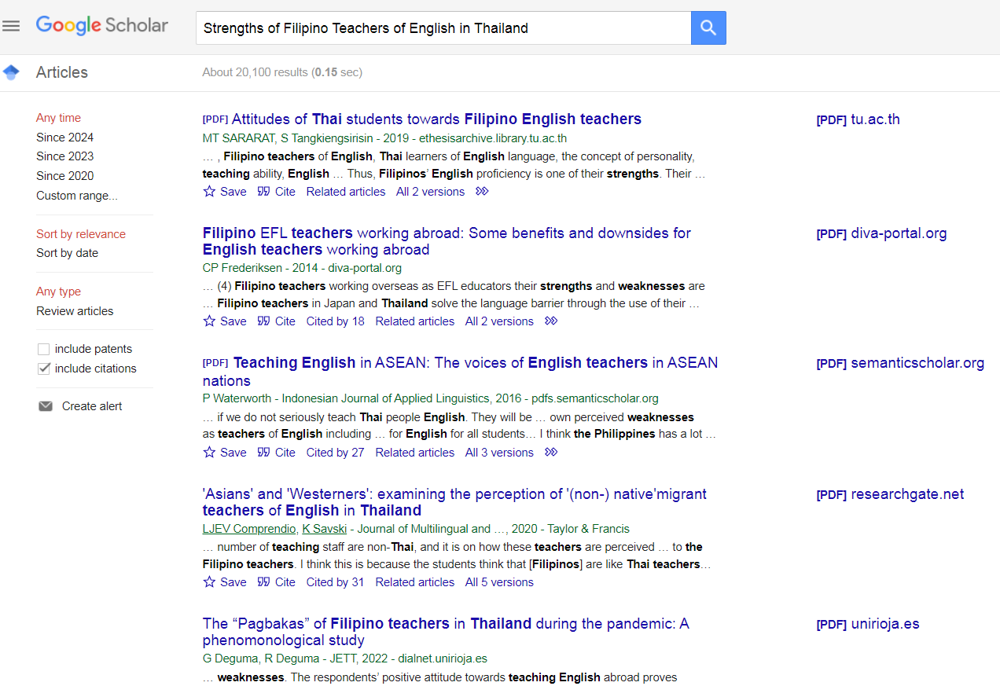 Google Scholar
Strengths of Filipino Teachers of English in Thailand
Articles
About 20,100 results (0.15 sec)
Any time
Since 2024
Since 2023
Since 2020
Custom range...
Sort by relevance
Sort by date
Any type
Review articles
include patents
include citations
Create alert
[PDF] Attitudes of Thai students towards Filipino English teachers
MT SARARAT, S Tangkiengsirisin - 2019 - ethesisarchive.library.tu.ac.th
… , Filipino teachers of English, Thai learners of English language, the concept of personality,
teaching ability, English … Thus, Filipinos' English proficiency is one of their strengths. Their …
Save Cite Related articles All 2 versions
[PDF] tu.ac.th
Filipino EFL teachers working abroad: Some benefits and downsides for
English teachers working abroad
CP Frederiksen - 2014 - diva-portal.org
… (4) Filipino teachers working overseas as EFL educators their strengths and weaknesses are
… Filipino teachers in Japan and Thailand solve the language barrier through the use of their …
Save Cite Cited by 18 Related articles All 2 versions
[PDF] diva-portal.org
[PDF] Teaching English in ASEAN: The voices of English teachers in ASEAN
nations
P Waterworth - Indonesian Journal of Applied Linguistics, 2016 - pdfs.semanticscholar.org
… if we do not seriously teach Thai people English. They will be … own perceived weaknesses
as teachers of English including … for English for all students… I think the Philippines has a lot …
Save Cite Cited by 27 Related articles All 3 versions
[PDF] semanticscholar.org
'Asians' and 'Westerners': examining the perception of '(non-) native'migrant
teachers of English in Thailand
LJEV Comprendio, K Savski - Journal of Multilingual and …, 2020 - Taylor & Francis
… number of teaching staff are non-Thai, and it is on how these teachers are perceived … to the
Filipino teachers. I think this is because the students think that [Filipinos] are like Thai teachers…
Save Cite Cited by 31 Related articles All 5 versions
[PDF] researchgate.net
The “Pagbakas” of Filipino teachers in Thailand during the pandemic: A
phenomonological study
G Deguma, R Deguma - JETT, 2022 - dialnet.unirioja.es
… weaknesses. The respondents' positive attitude towards teaching English abroad proves
[PDF] unirioja.es